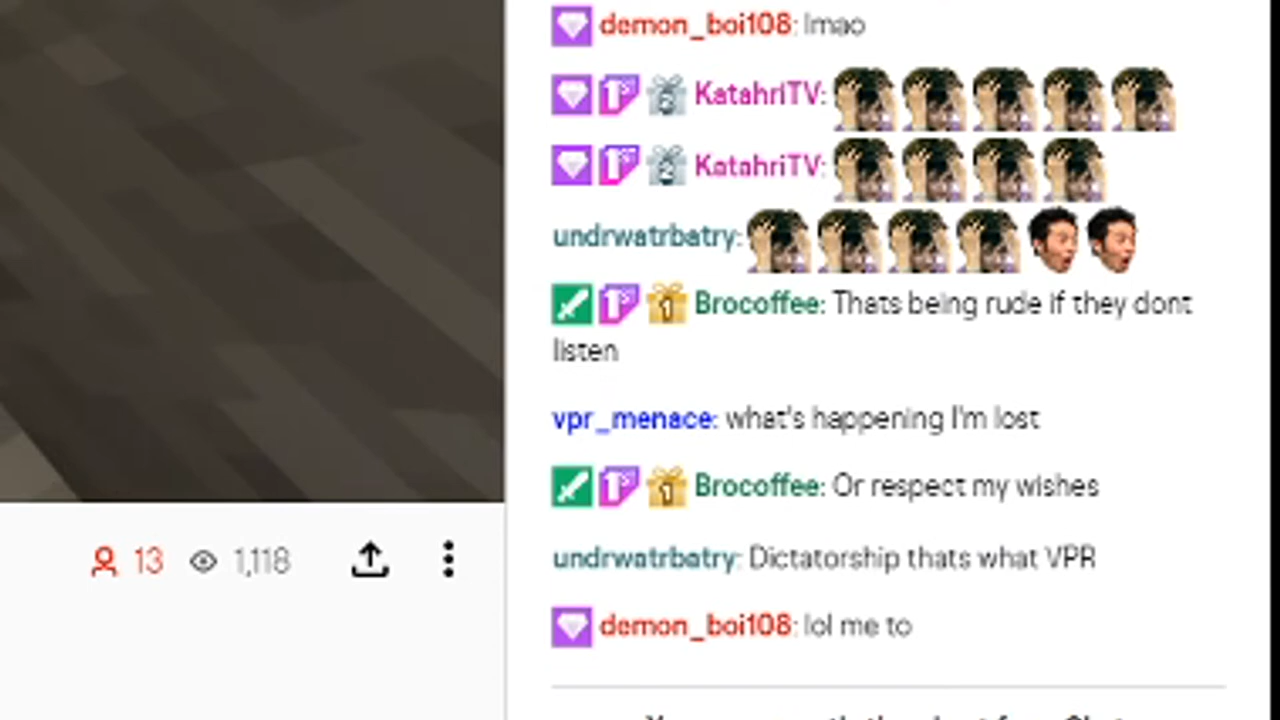 demon_boi108: lmao
KatahriTV:
KatahriTV:
undrwatrbatry:
Brocoffee: Thats being rude if they dont
listen
vpr_menace: what's happening I'm lost
Brocoffee: Or respect my wishes
undrwatrbatry: Dictatorship thats what VPR
13 1,118
demon_boi108: lol me to